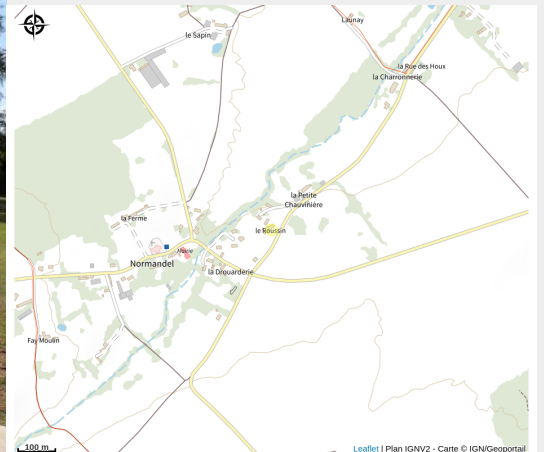 Launay
le Sapin
la Rue des Houx
la Charronnerie
la Petite
Chauvinière
la Ferme
le Roussin
Mairie
Normandel
la Drouarderie
Fay Moulin
100 m
Leaflet | Plan IGNV2 - Carte © IGN/Geoportail